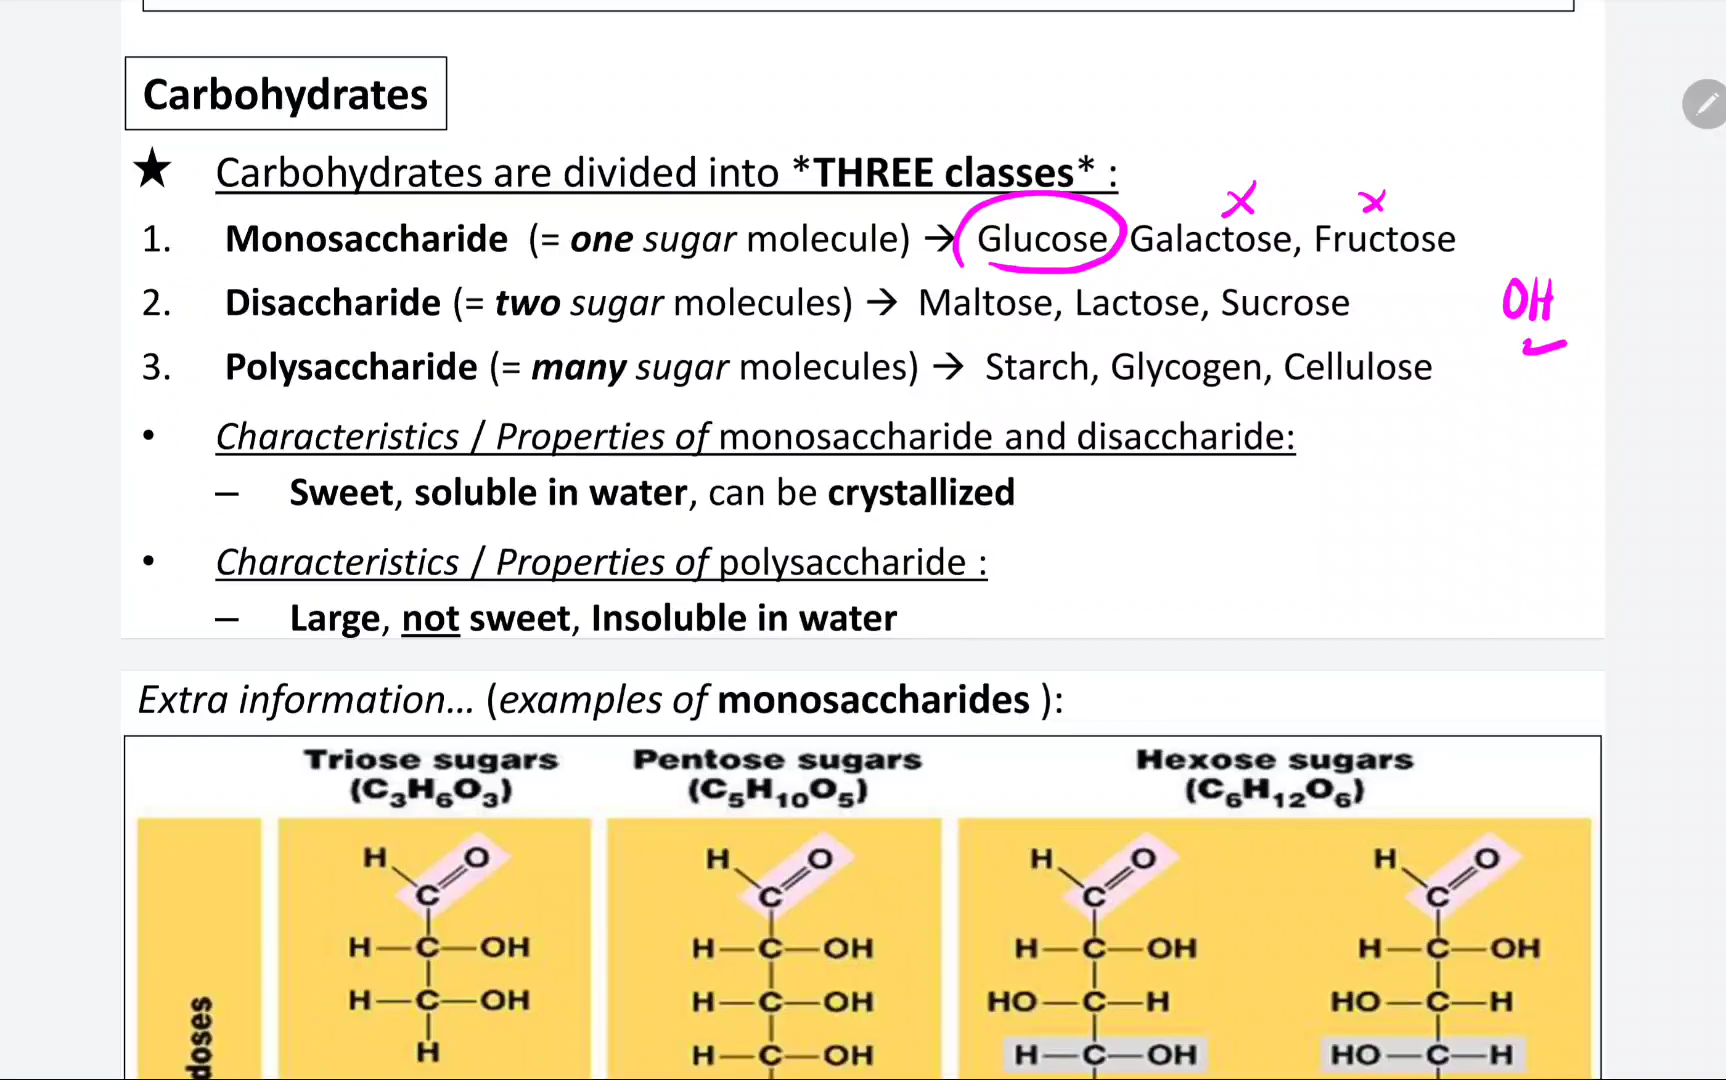 Carbohydrates
★ Carbohydrates are divided into *THREE classes* :
x x
1. Monosaccharide (= one sugar molecule) → Glucose, Galactose, Fructose
2. Disaccharide (= two sugar molecules) → Maltose, Lactose, Sucrose
OH
3. Polysaccharide (= many sugar molecules) → Starch, Glycogen, Cellulose
• Characteristics / Properties of monosaccharide and disaccharide:
– Sweet, soluble in water, can be crystallized
• Characteristics / Properties of polysaccharide :
– Large, not sweet, Insoluble in water
Extra information... (examples of monosaccharides ):
Triose sugars Pentose sugars Hexose sugars
(C₃H₆O₃) (C₅H₁₀O₅) (C₆H₁₂O₆)
H O H O H O H O
C C C C
H—C—OH H—C—OH H—C—OH H—C—OH
H—C—OH H—C—OH HO—C—H HO—C—H
H H—C—OH H—C—OH HO—C—H
doses